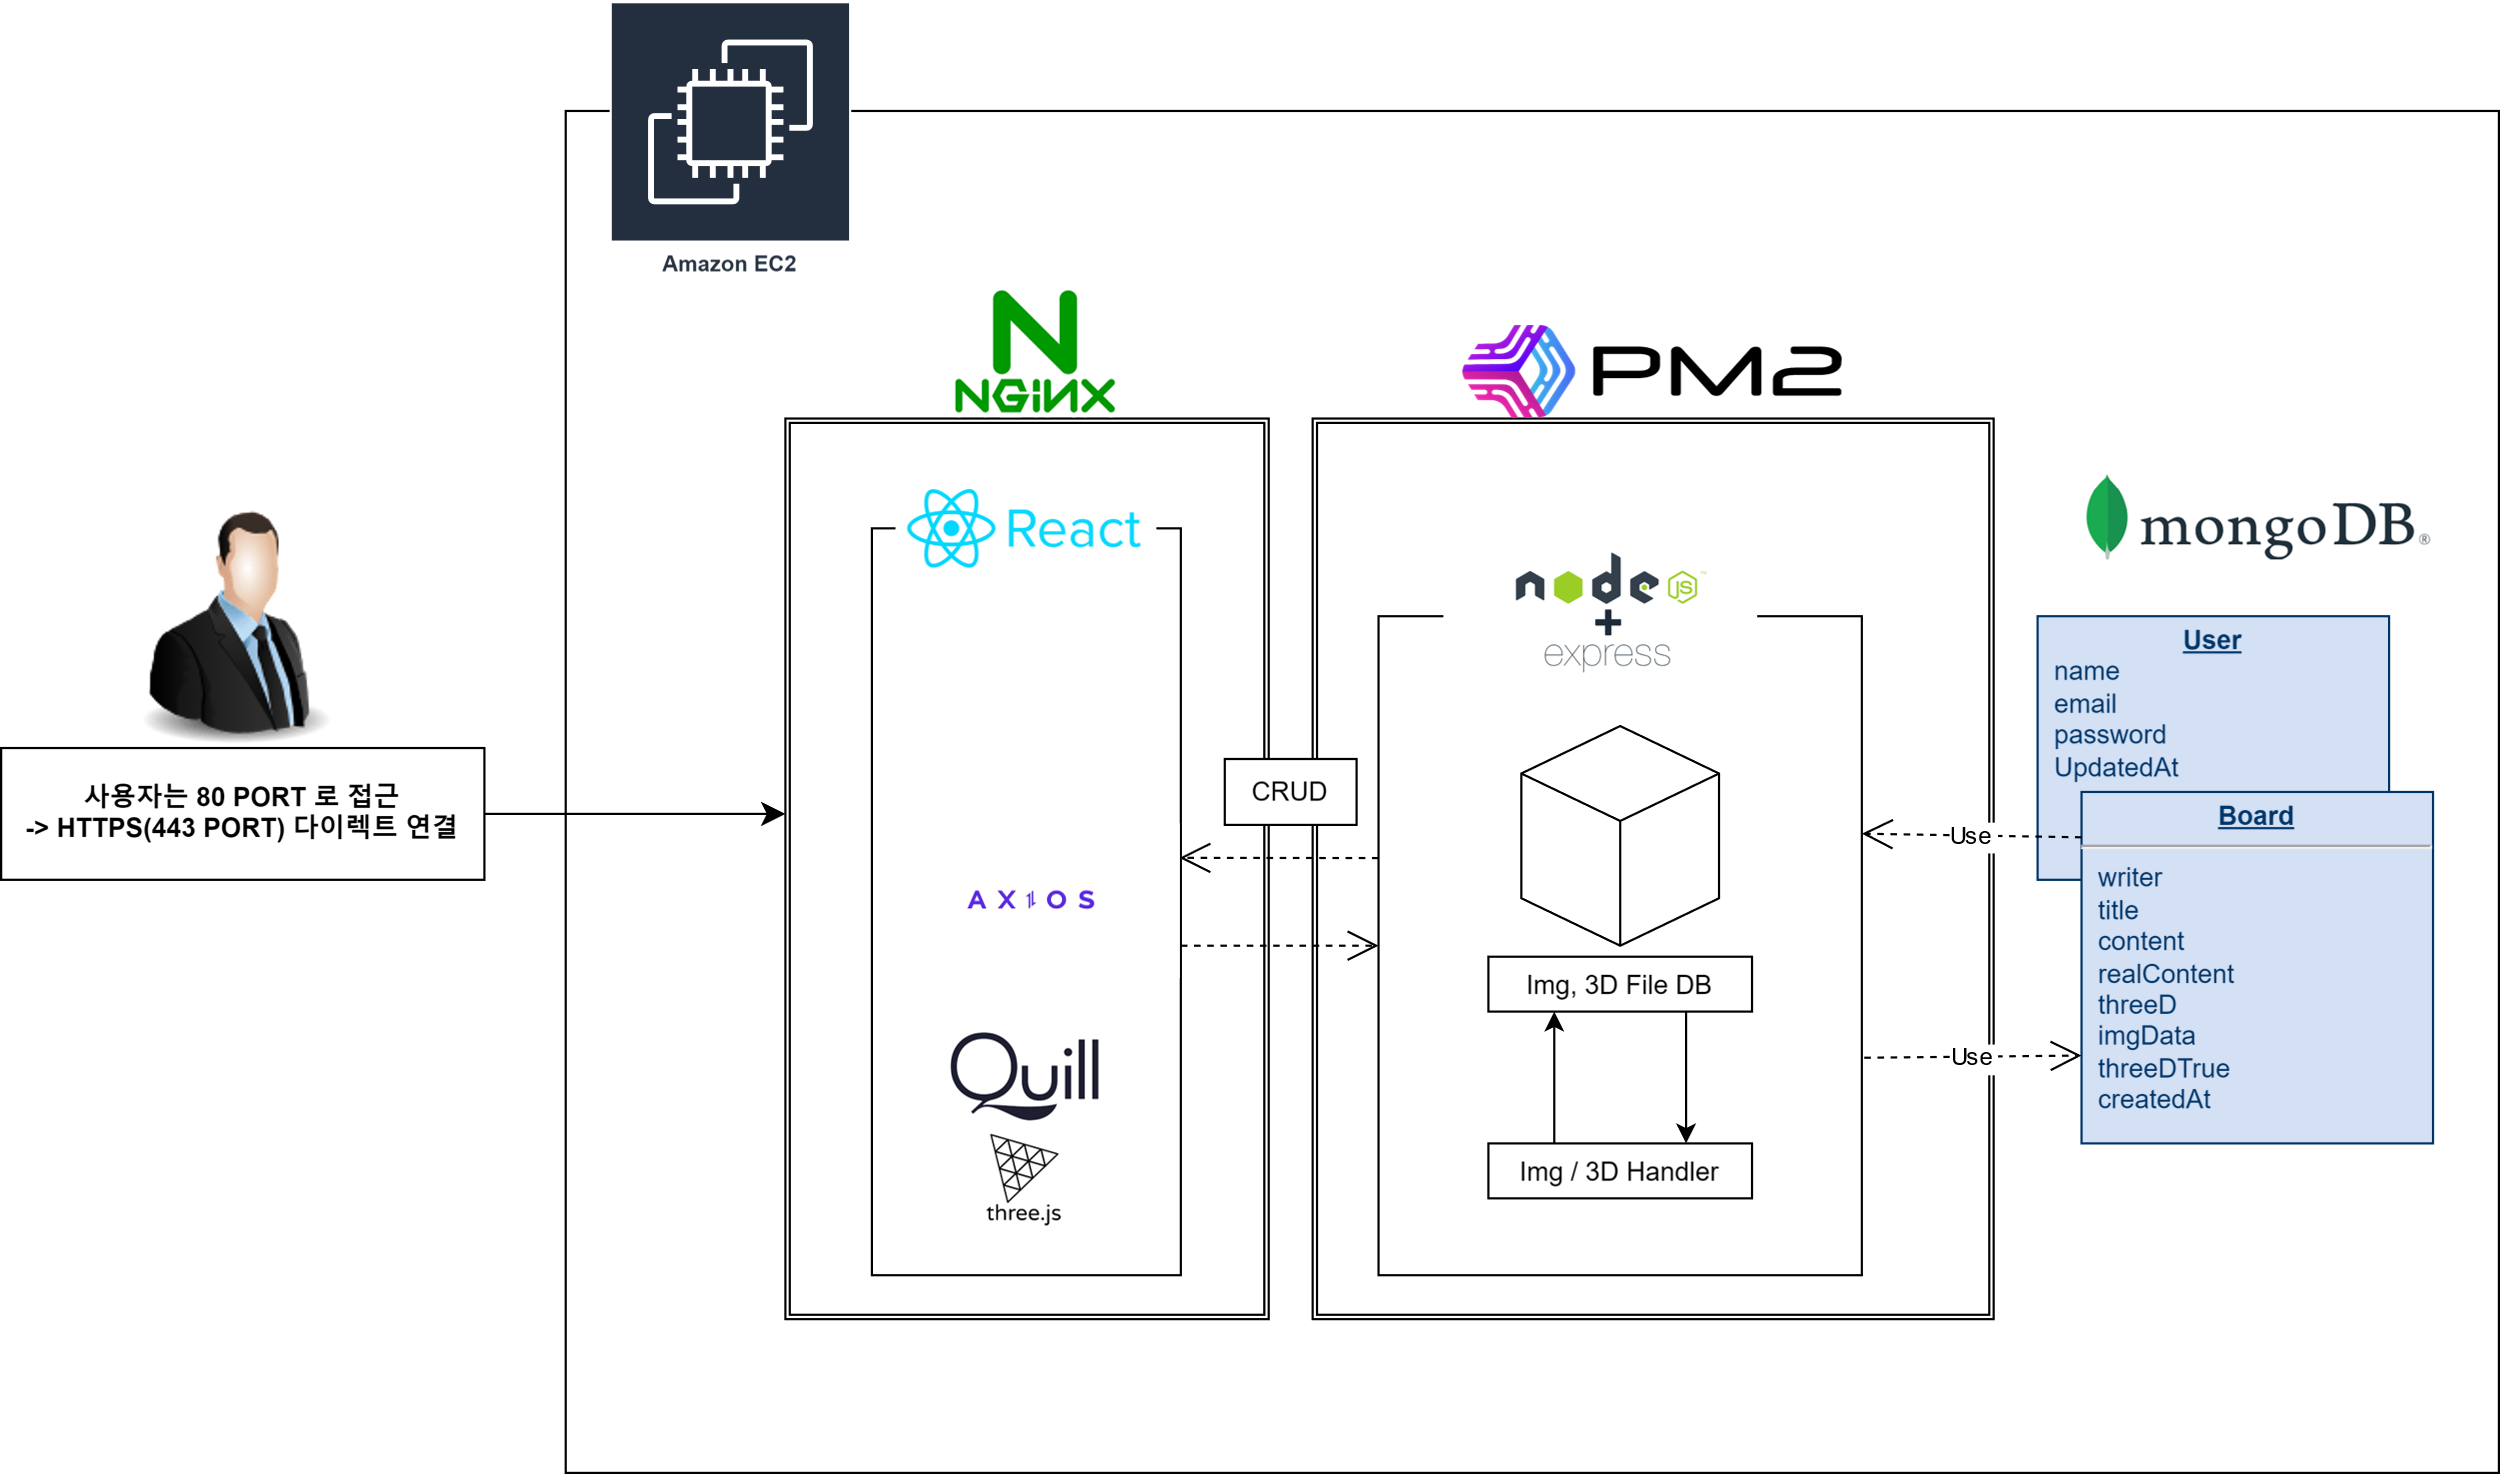 Amazon EC2
NGiNX
PM2
React
node JS
+
express
mongoDB®
사용자는 80 PORT 로 접근
-> HTTPS(443 PORT) 다이렉트 연결
CRUD
AXIOS
Quill
three.js
Img, 3D File DB
Img / 3D Handler
Use
Use
User
name
email
password
UpdatedAt
Board
writer
title
content
realContent
threeD
imgData
threeDTrue
createdAt